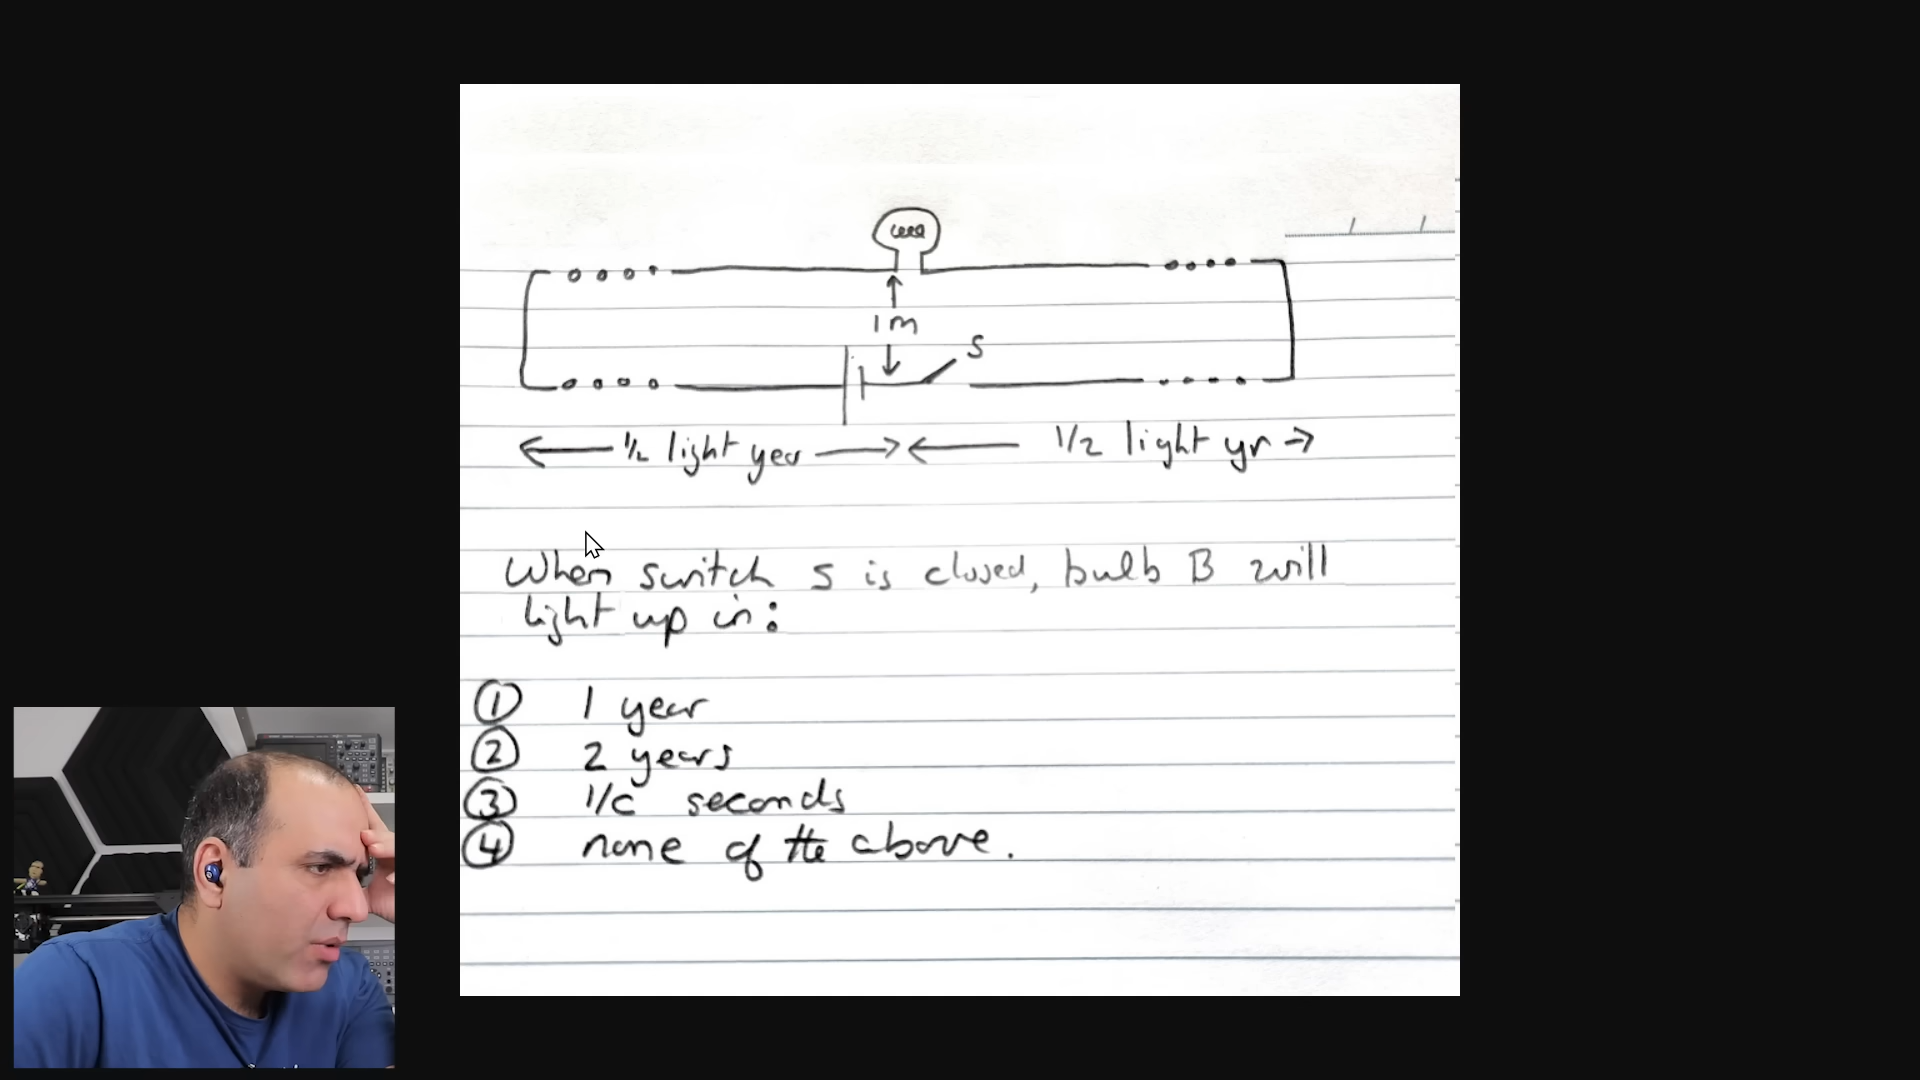 1m
S
1/2 light year
1/2 light yr
When switch S is closed, bulb B will
light up in:
① 1 year
② 2 years
③ 1/c seconds
④ none of the above.